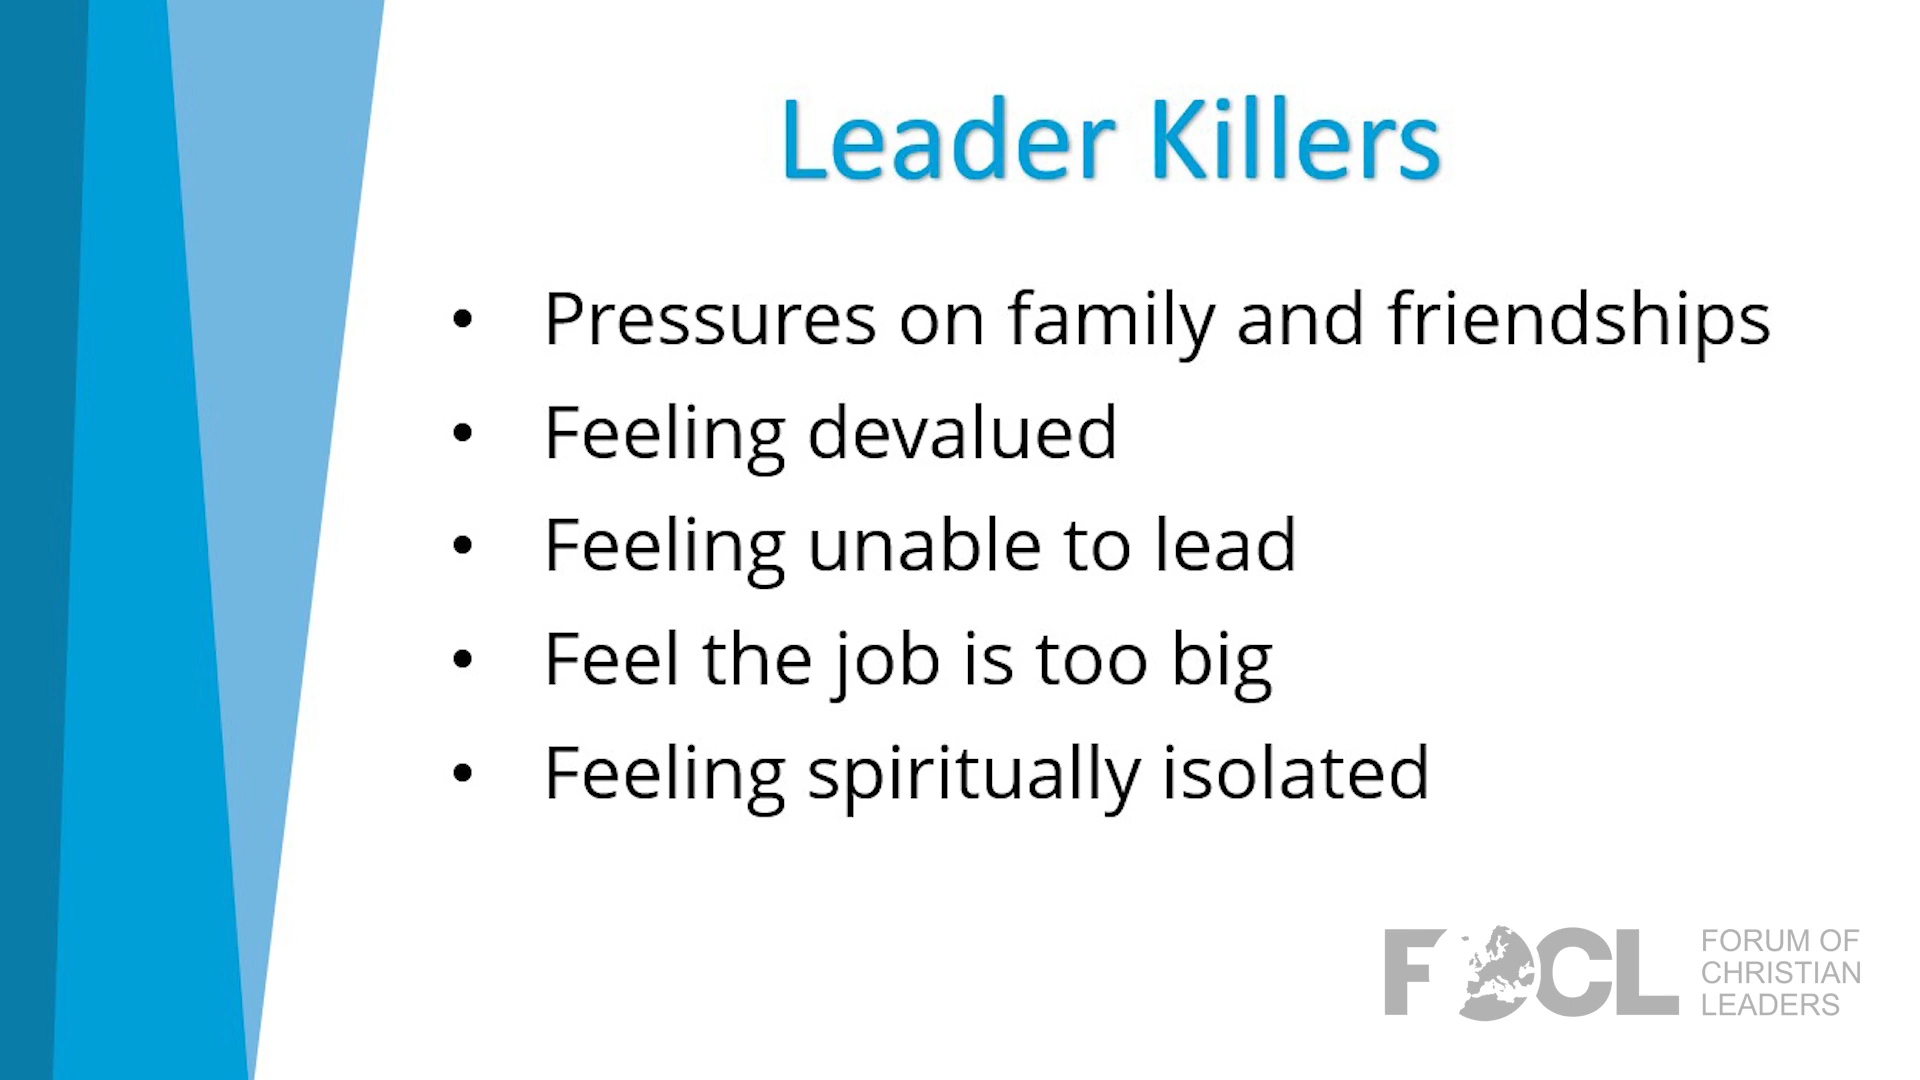 Leader Killers
• Pressures on family and friendships
• Feeling devalued
• Feeling unable to lead
• Feel the job is too big
• Feeling spiritually isolated
FOCL
FORUM OF
CHRISTIAN
LEADERS